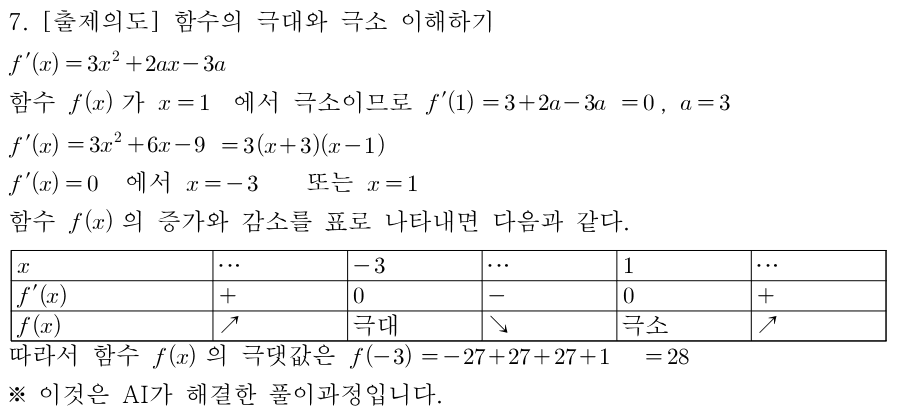 7. [출제의도] 함수의 극대와 극소 이해하기
f′(x)=3x²+2ax−3a
함수 f(x)가 x=1 에서 극소이므로 f′(1)=3+2a−3a =0, a=3
f′(x)=3x²+6x−9 =3(x+3)(x−1)
f′(x)=0 에서 x=−3 또는 x=1
함수 f(x)의 증가와 감소를 표로 나타내면 다음과 같다.
x ⋯ −3 ⋯ 1 ⋯
f′(x) + 0 − 0 +
f(x) ↗ 극대 ↘ 극소 ↗
따라서 함수 f(x)의 극댓값은 f(−3)=−27+27+27+1 =28
※ 이것은 AI가 해결한 풀이과정입니다.